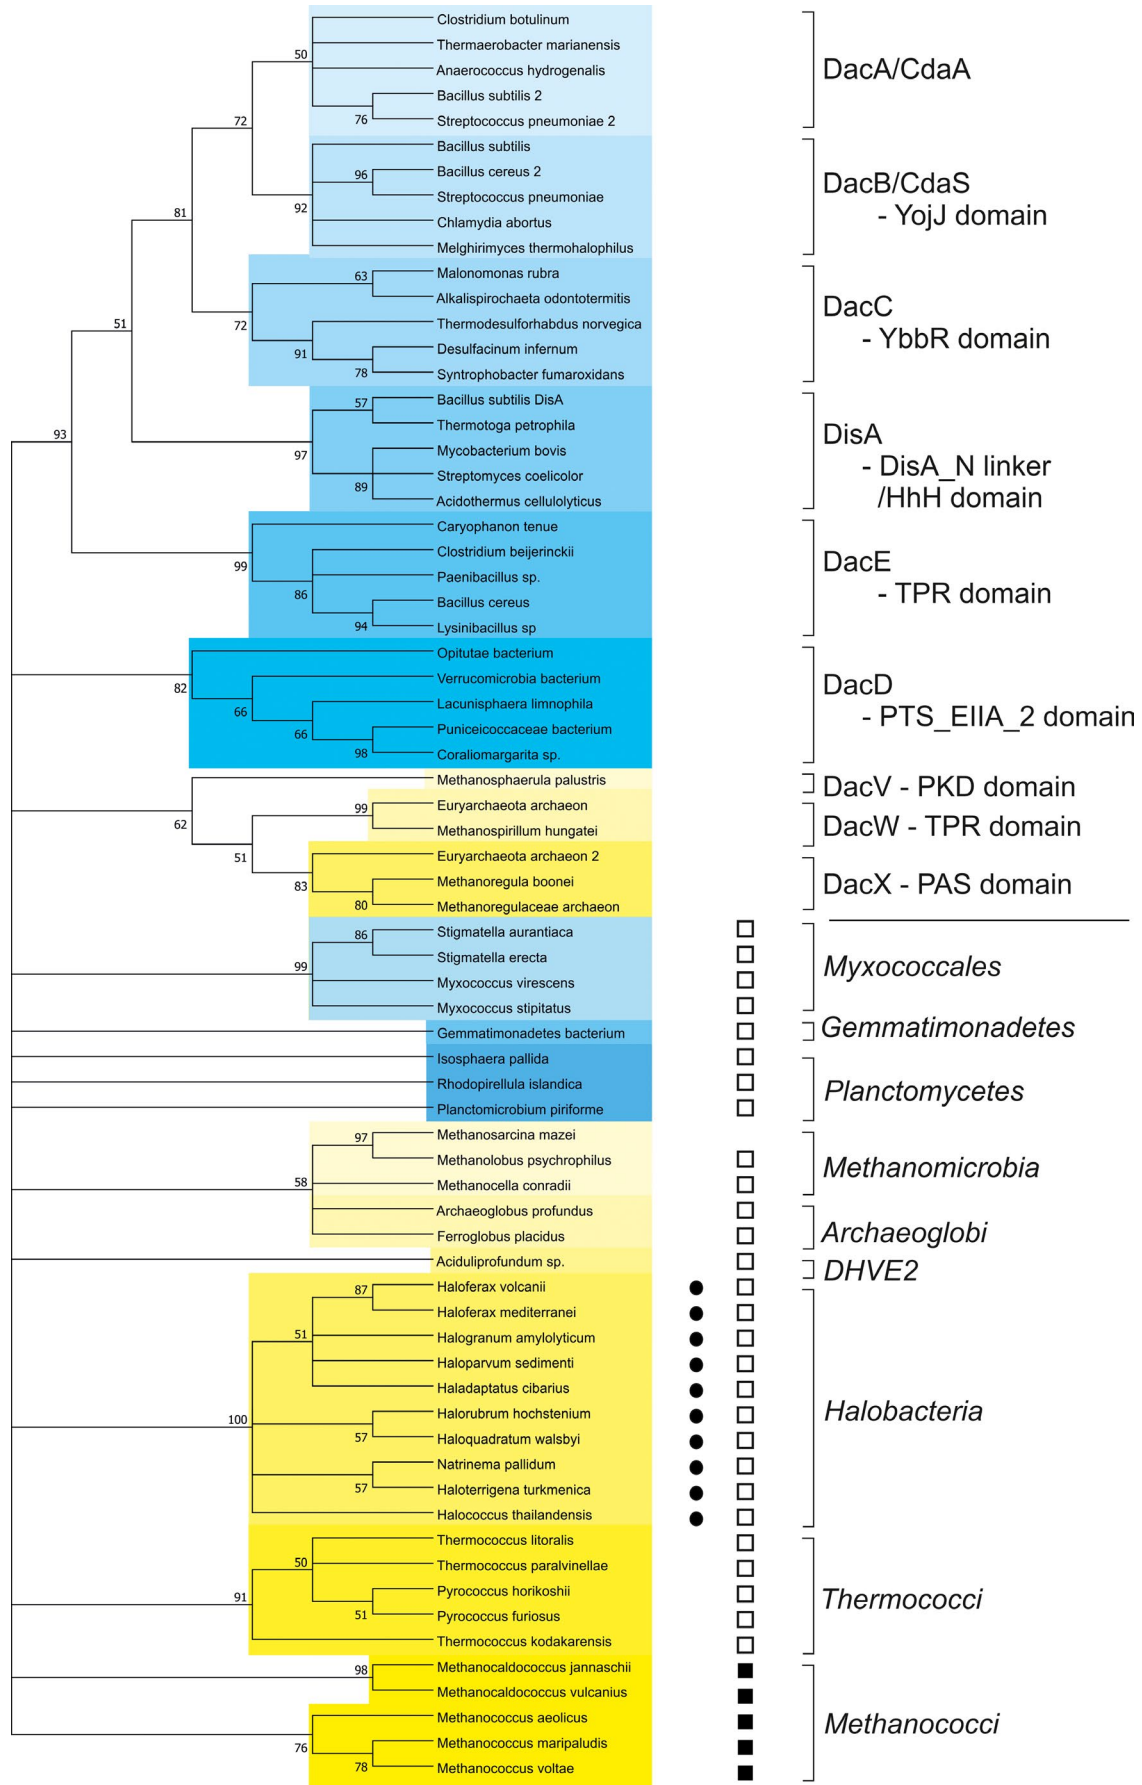 Clostridium botulinum
Thermaerobacter marianensis
50
Anaerococcus hydrogenalis
DacA/CdaA
Bacillus subtilis 2
76
Streptococcus pneumoniae 2
72
Bacillus subtilis
96
Bacillus cereus 2
DacB/CdaS
Streptococcus pneumoniae
92
- YojJ domain
81
Chlamydia abortus
Melghirimyces thermohalophilus
63
Malonomonas rubra
Alkalispirochaeta odontotermitis
DacC
72
Thermodesulforhabdus norvegica
51
- YbbR domain
91
Desulfacinum infernum
78
Syntrophobacter fumaroxidans
57
Bacillus subtilis DisA
Thermotoga petrophila
DisA
93
Mycobacterium bovis
97
- DisA_N linker
Streptomyces coelicolor
89
/HhH domain
Acidothermus cellulolyticus
Caryophanon tenue
Clostridium beijerinckii
DacE
99
Paenibacillus sp.
86
- TPR domain
Bacillus cereus
94
Lysinibacillus sp
Opitutae bacterium
82
Verrucomicrobia bacterium
DacD
66
Lacunisphaera limnophila
- PTS_EIIA_2 domain
66
Puniceicoccaceae bacterium
98
Coraliomargarita sp.
Methanosphaerula palustris
DacV - PKD domain
99
Euryarchaeota archaeon
62
Methanospirillum hungatei
DacW - TPR domain
51
Euryarchaeota archaeon 2
83
Methanoregula boonei
DacX - PAS domain
80
Methanoregulaceae archaeon
86
Stigmatella aurantiaca
Stigmatella erecta
99
Myxococcales
Myxococcus virescens
Myxococcus stipitatus
Gemmatimonadetes bacterium
Gemmatimonadetes
Isosphaera pallida
Rhodopirellula islandica
Planctomycetes
Planctomicrobium piriforme
97
Methanosarcina mazei
Methanolobus psychrophilus
Methanomicrobia
58
Methanocella conradii
Archaeoglobus profundus
Ferroglobus placidus
Archaeoglobi
Aciduliprofundum sp.
DHVE2
87
Haloferax volcanii
Haloferax mediterranei
51
Halogranum amylolyticum
Haloparvum sedimenti
Haladaptatus cibarius
Halorubrum hochstenium
Halobacteria
100
57
Haloquadratum walsbyi
Natrinema pallidum
57
Haloterrigena turkmenica
Halococcus thailandensis
Thermococcus litoralis
50
Thermococcus paralvinellae
91
Pyrococcus horikoshii
Thermococci
51
Pyrococcus furiosus
Thermococcus kodakarensis
98
Methanocaldococcus jannaschii
Methanocaldococcus vulcanius
Methanococcus aeolicus
Methanococci
76
Methanococcus maripaludis
78
Methanococcus voltae